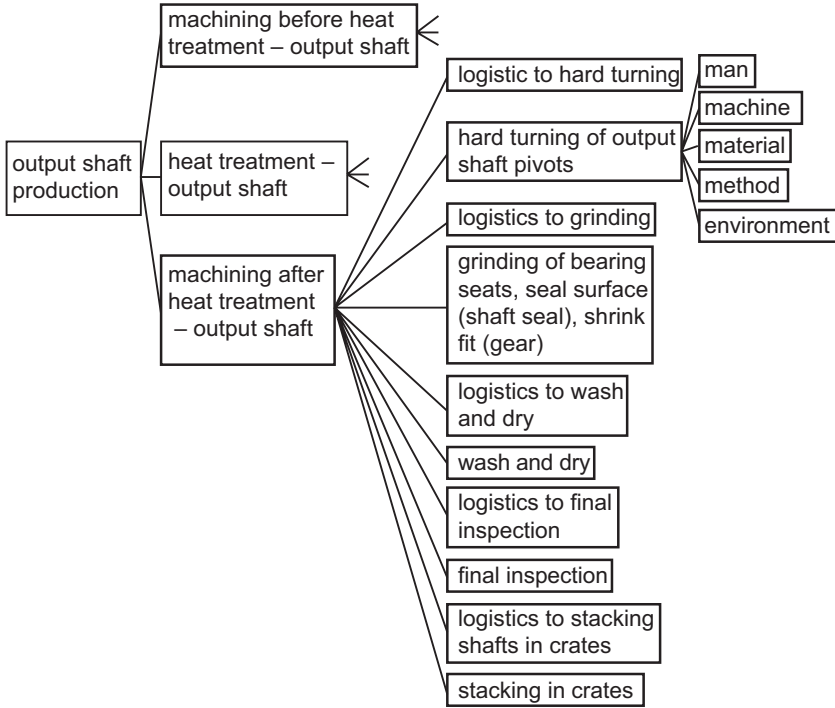 output shaft
production
machining before heat
treatment – output shaft
heat treatment –
output shaft
machining after
heat treatment
– output shaft
logistic to hard turning
hard turning of output
shaft pivots
logistics to grinding
grinding of bearing
seats, seal surface
(shaft seal), shrink
fit (gear)
logistics to wash
and dry
wash and dry
logistics to final
inspection
final inspection
logistics to stacking
shafts in crates
stacking in crates
man
machine
material
method
environment